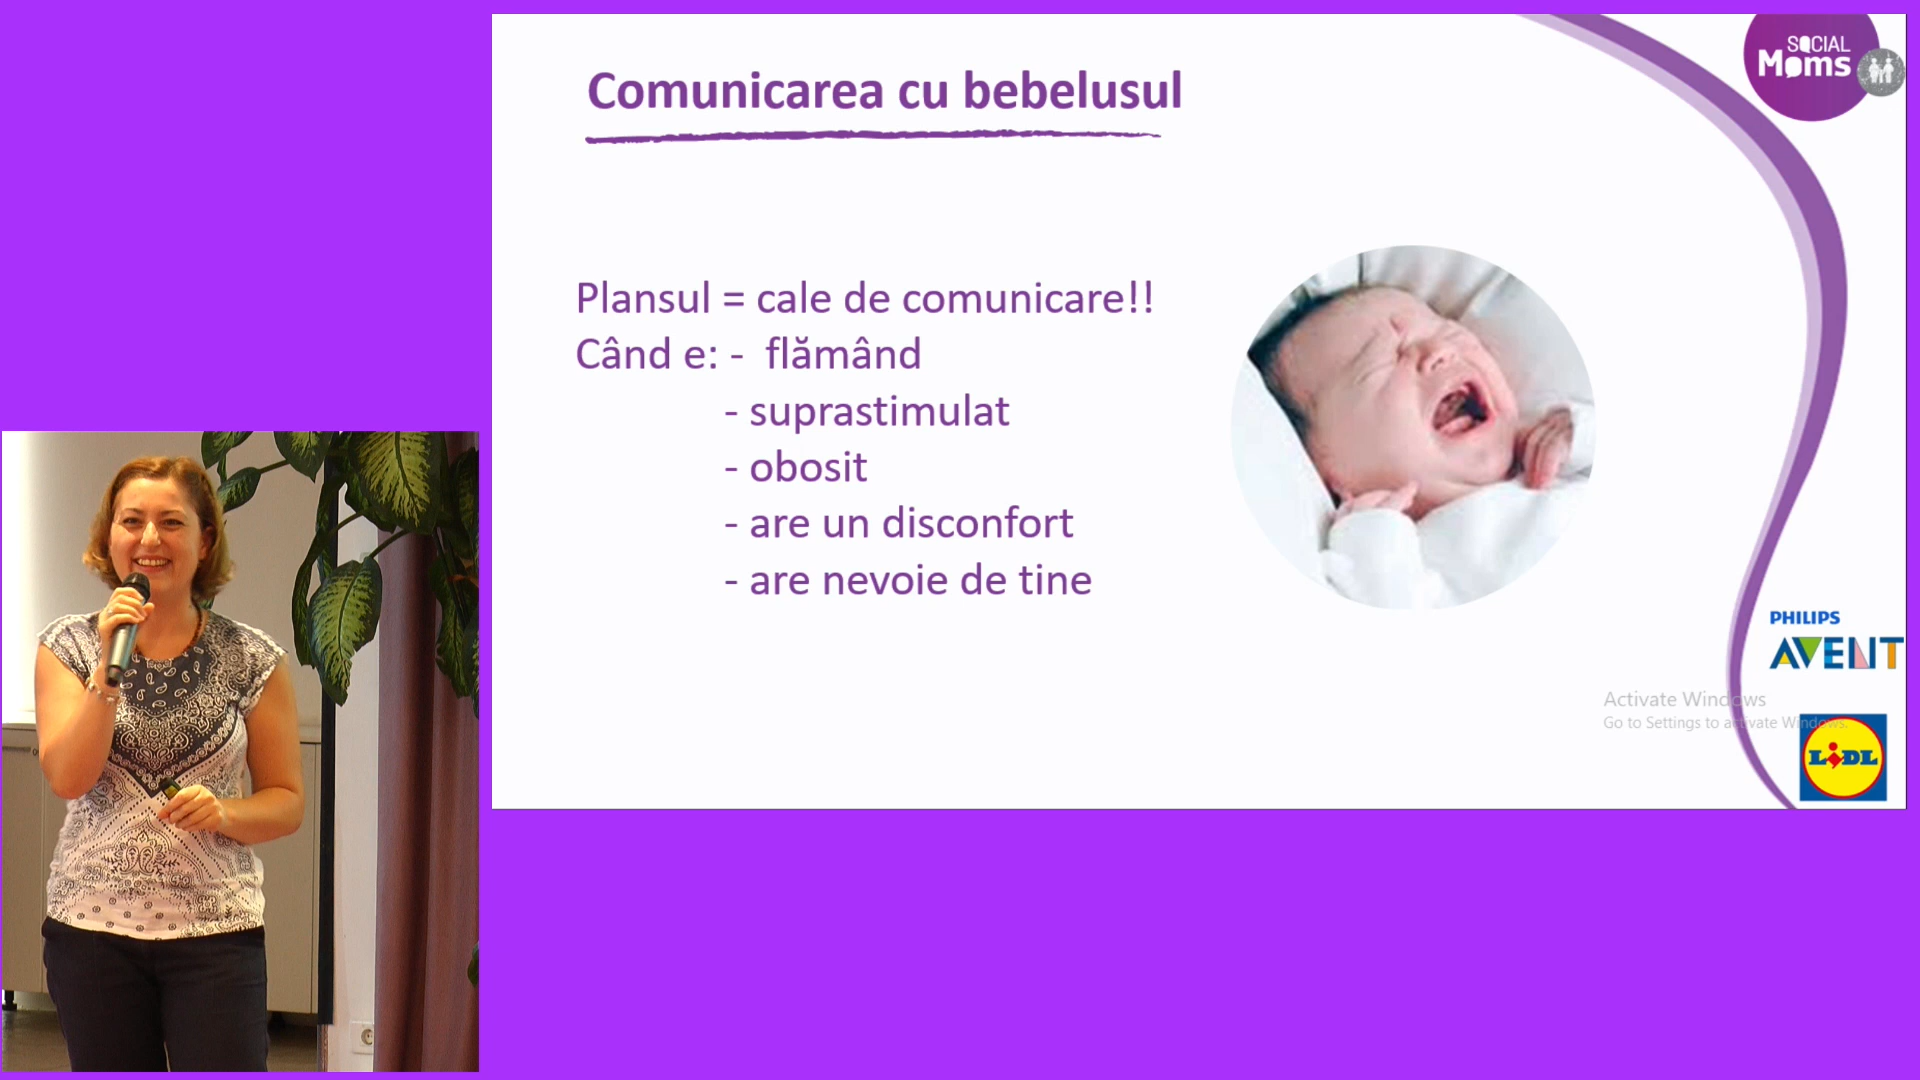 Comunicarea cu bebelusul
SOCIAL
Moms
Plansul = cale de comunicare!!
Când e: - flămând
- suprastimulat
- obosit
- are un disconfort
- are nevoie de tine
PHILIPS
AVENT
Activate Windows
Go to Settings to activate Windows.
LIDL